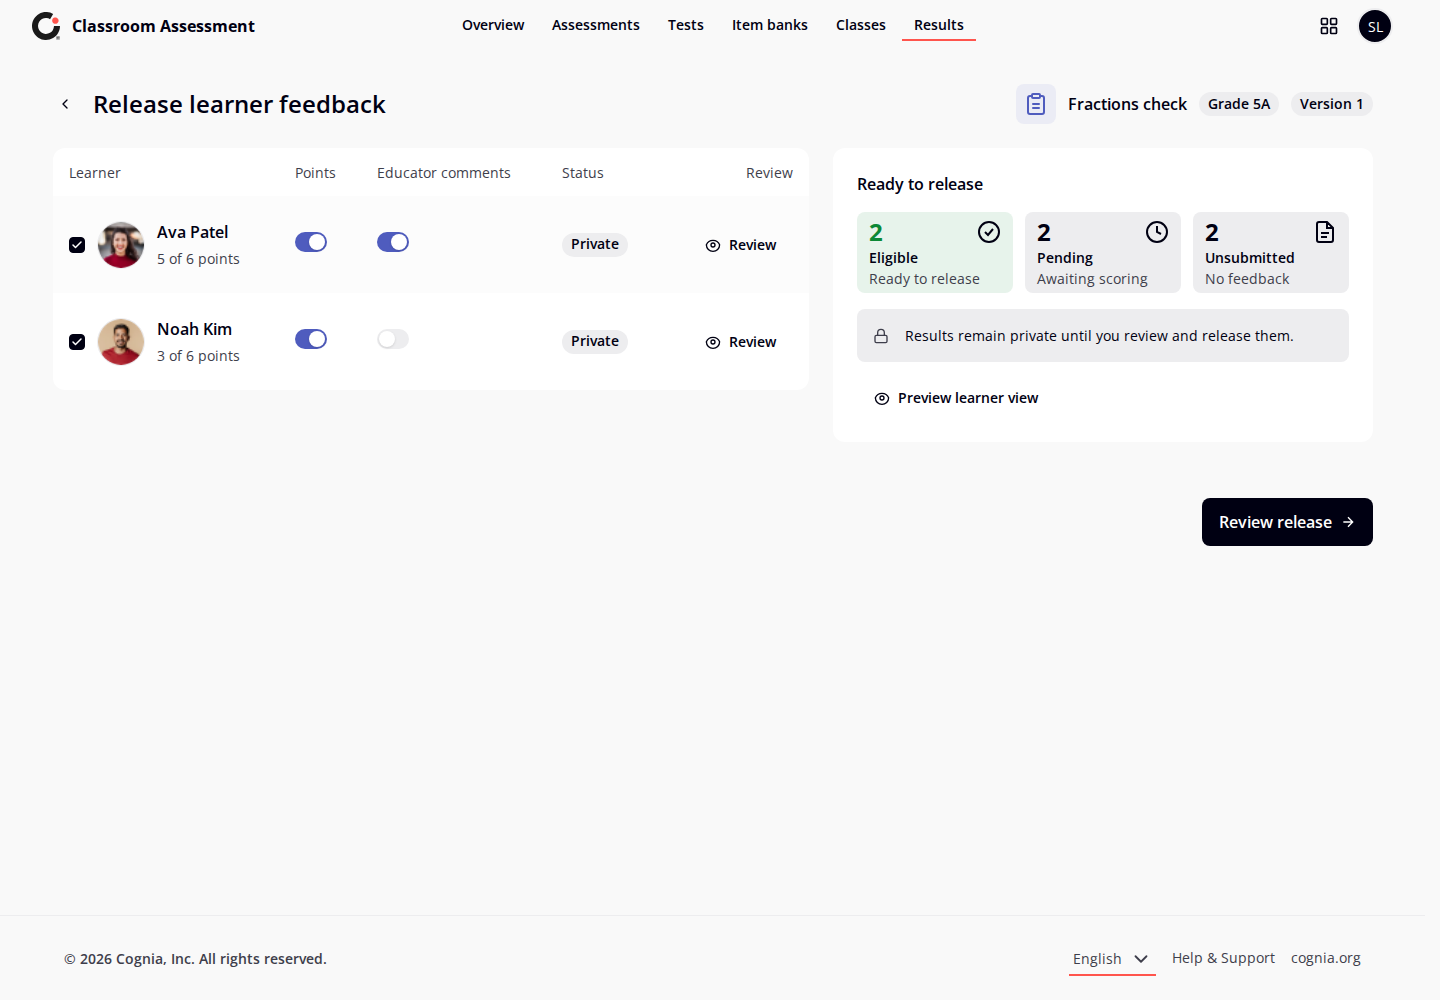 Classroom Assessment
Overview
Assessments
Tests
Item banks
Classes
Results
SL
Release learner feedback
Fractions check
Grade 5A
Version 1
Learner
Points
Educator comments
Status
Review
Ava Patel
5 of 6 points
Private
Review
Noah Kim
3 of 6 points
Private
Review
Ready to release
2
Eligible
Ready to release
2
Pending
Awaiting scoring
2
Unsubmitted
No feedback
Results remain private until you review and release them.
Preview learner view
Review release
© 2026 Cognia, Inc. All rights reserved.
English
Help & Support
cognia.org